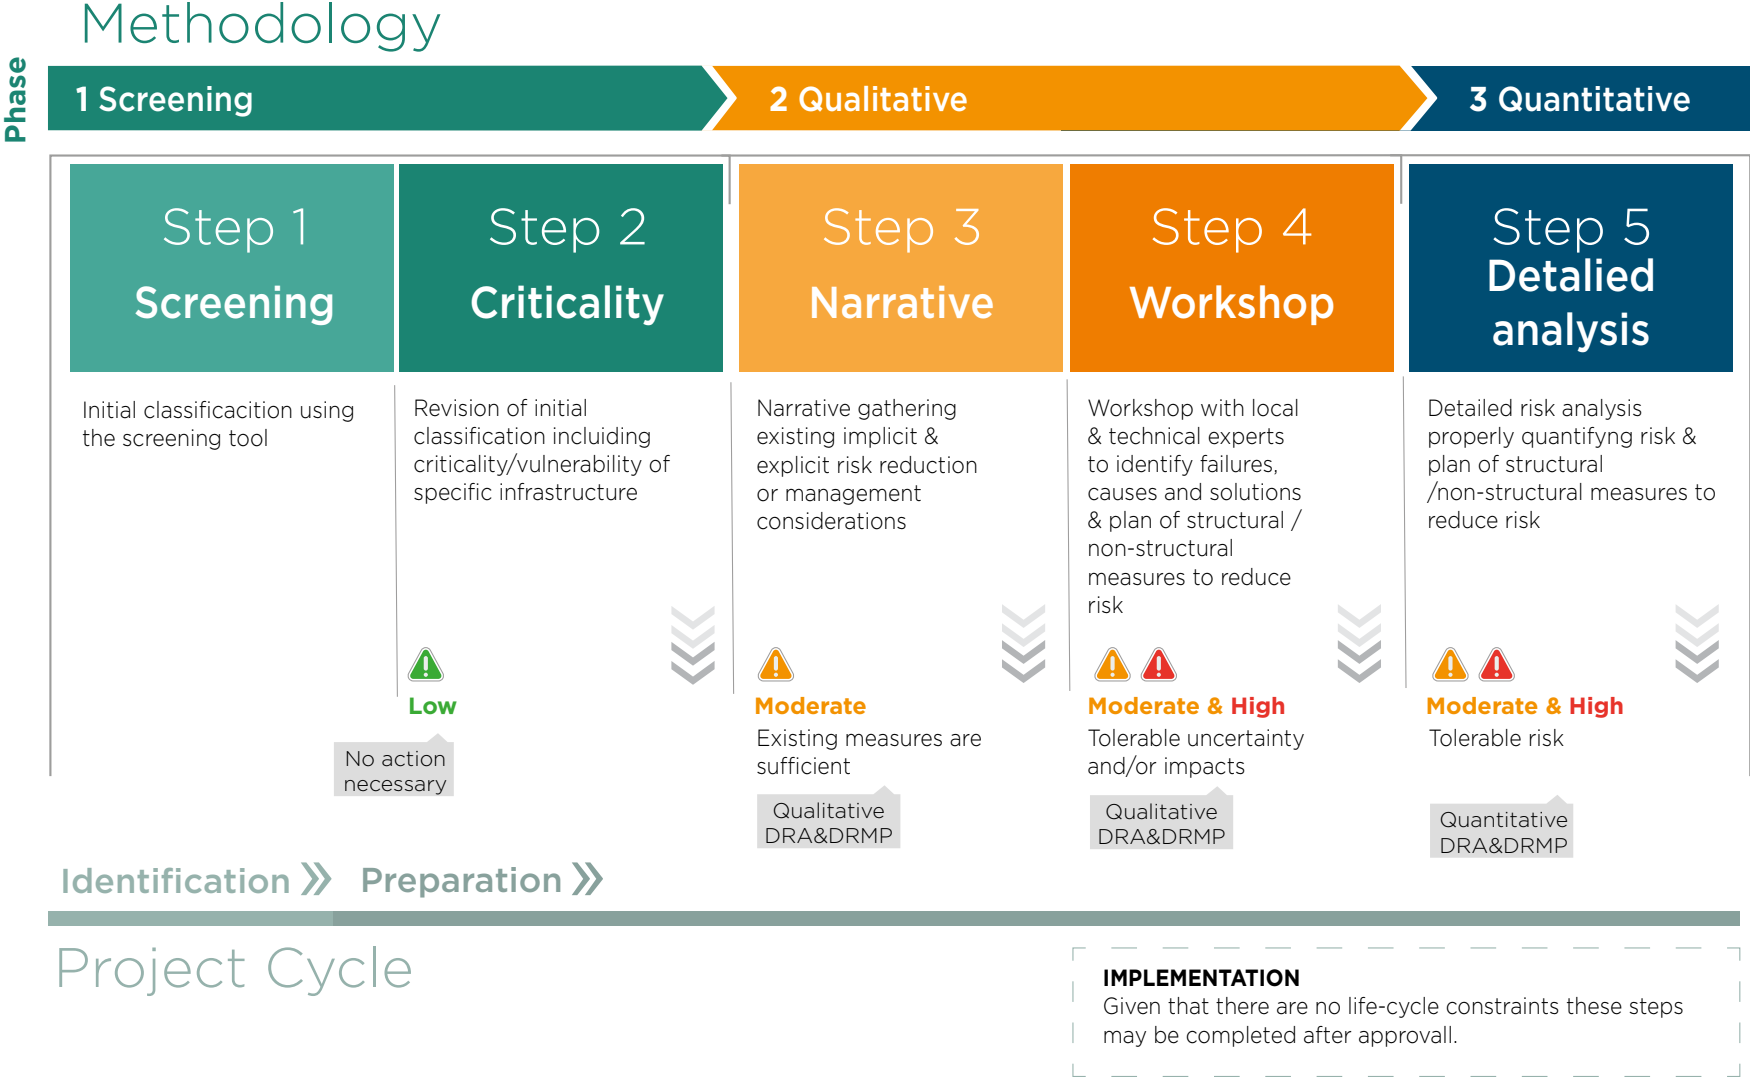 Methodology
Phase
1 Screening
2 Qualitative
3 Quantitative
Step 1
Screening
Initial classificacition using
the screening tool
Step 2
Criticality
Revision of initial
classification incluiding
criticality/vulnerability of
specific infrastructure
Low
No action
necessary
Step 3
Narrative
Narrative gathering
existing implicit &
explicit risk reduction
or management
considerations
Moderate
Existing measures are
sufficient
Qualitative
DRA&DRMP
Step 4
Workshop
Workshop with local
& technical experts
to identify failures,
causes and solutions
& plan of structural /
non-structural
measures to reduce
risk
Moderate & High
Tolerable uncertainty
and/or impacts
Qualitative
DRA&DRMP
Step 5
Detalied
analysis
Detailed risk analysis
properly quantifyng risk &
plan of structural
/non-structural measures to
reduce risk
Moderate & High
Tolerable risk
Quantitative
DRA&DRMP
Identification
Preparation
Project Cycle
IMPLEMENTATION
Given that there are no life-cycle constraints these steps
may be completed after approvall.